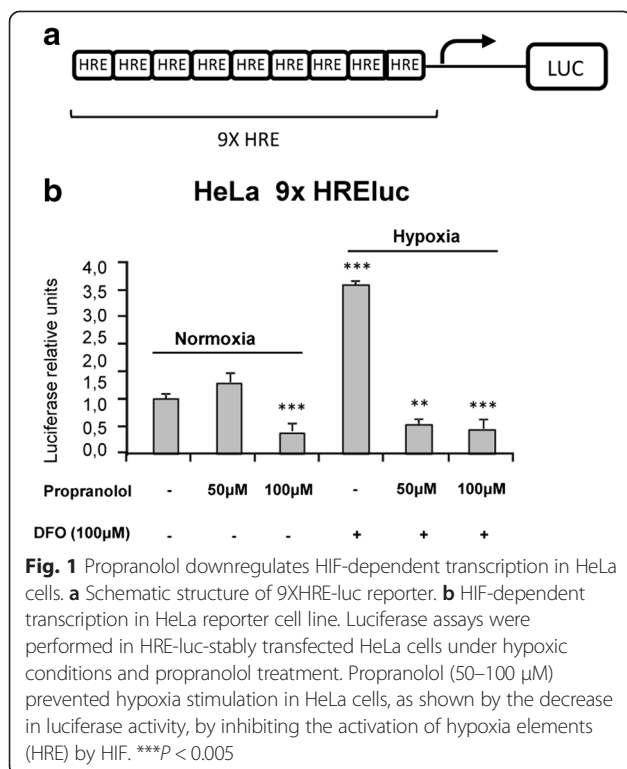 a
HRE HRE HRE HRE HRE HRE HRE HRE HRE
LUC
9X HRE
b
HeLa 9x HREluc
Hypoxia
Normoxia
Luciferase relative units
4,0
3,5
3,0
2,5
2,0
1,5
1,0
0,5
0,0
***
***
**
***
Propranolol - 50µM 100µM - 50µM 100µM
DFO (100µM) - - - + + +
Fig. 1 Propranolol downregulates HIF-dependent transcription in HeLa
cells. a Schematic structure of 9XHRE-luc reporter. b HIF-dependent
transcription in HeLa reporter cell line. Luciferase assays were
performed in HRE-luc-stably transfected HeLa cells under hypoxic
conditions and propranolol treatment. Propranolol (50–100 µM)
prevented hypoxia stimulation in HeLa cells, as shown by the decrease
in luciferase activity, by inhibiting the activation of hypoxia elements
(HRE) by HIF. ***P < 0.005